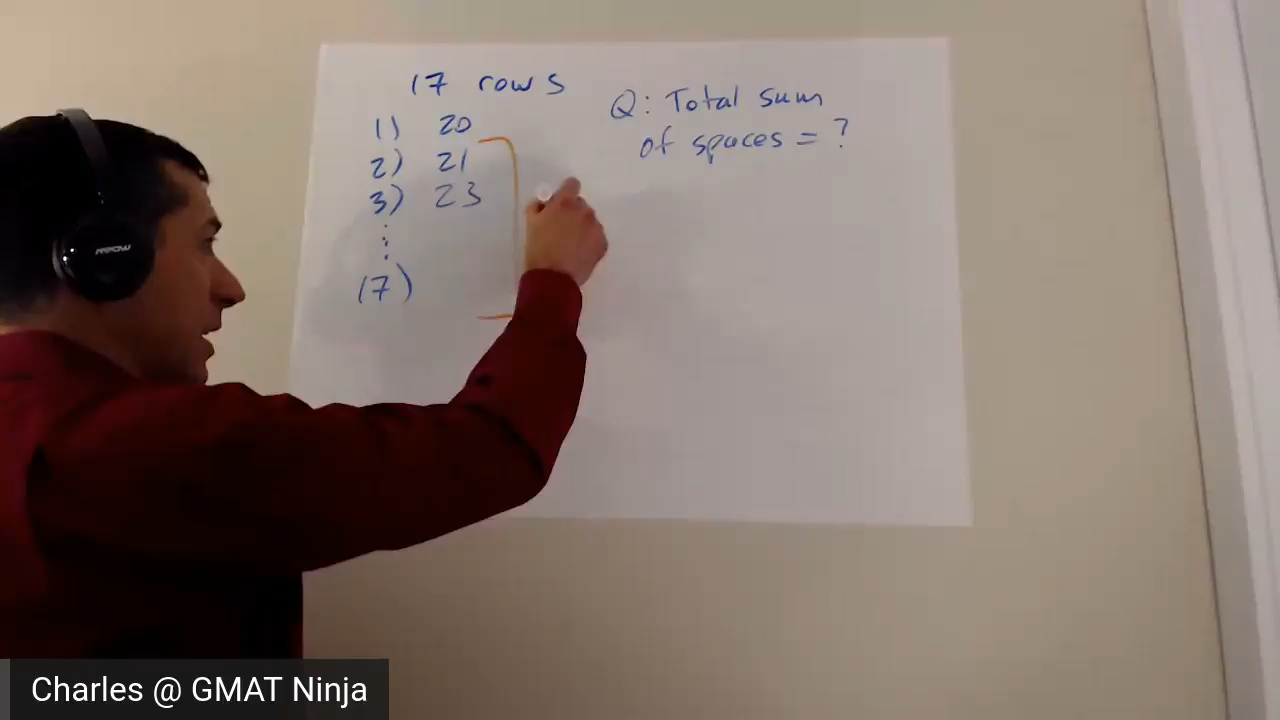 17 rows
1) 20
2) 21
3) 23
⋮
17)
Q: Total sum
of spaces = ?
Charles @ GMAT Ninja